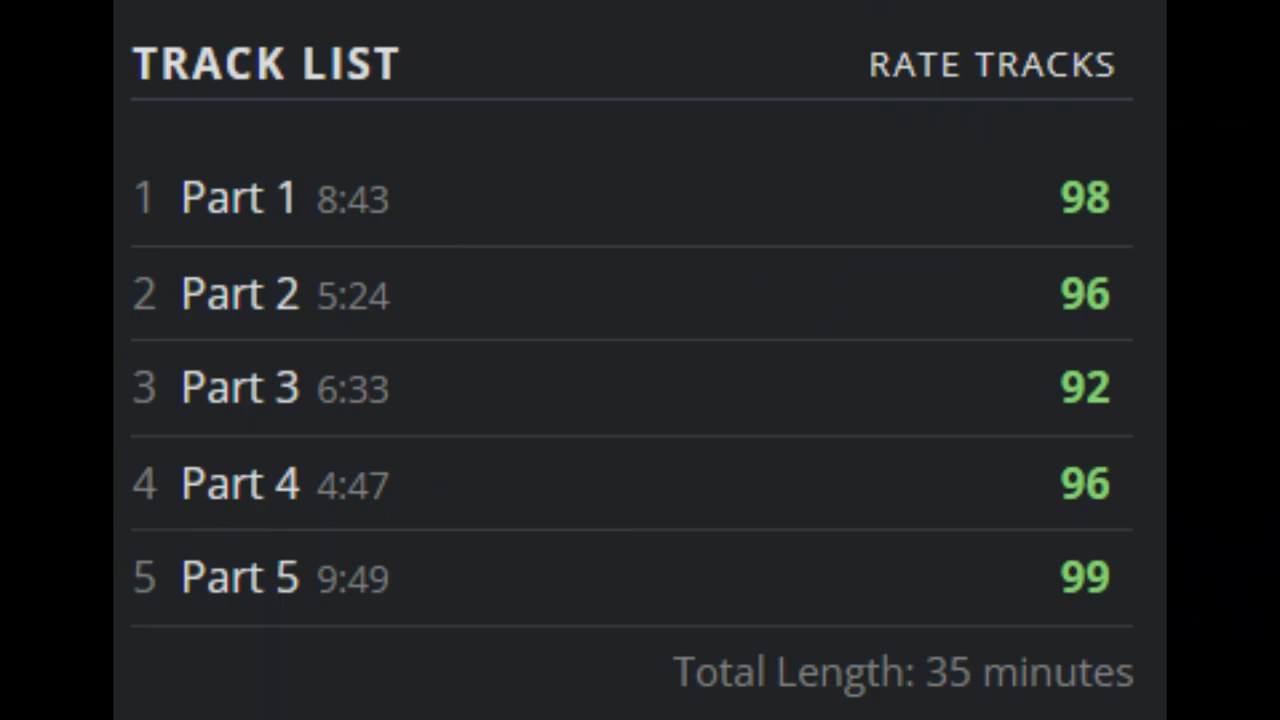 TRACK LIST RATE TRACKS
1 Part 1 8:43 98
2 Part 2 5:24 96
3 Part 3 6:33 92
4 Part 4 4:47 96
5 Part 5 9:49 99
Total Length: 35 minutes